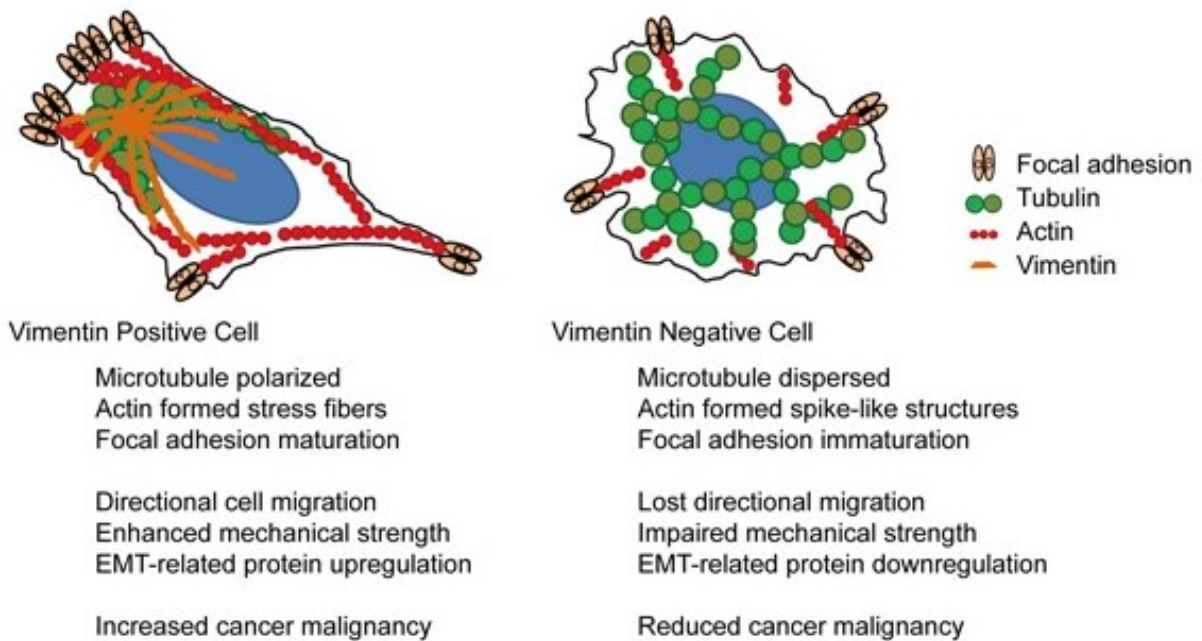 Focal adhesion
Tubulin
Actin
Vimentin
Vimentin Positive Cell
Microtubule polarized
Actin formed stress fibers
Focal adhesion maturation
Directional cell migration
Enhanced mechanical strength
EMT-related protein upregulation
Increased cancer malignancy
Vimentin Negative Cell
Microtubule dispersed
Actin formed spike-like structures
Focal adhesion immaturation
Lost directional migration
Impaired mechanical strength
EMT-related protein downregulation
Reduced cancer malignancy